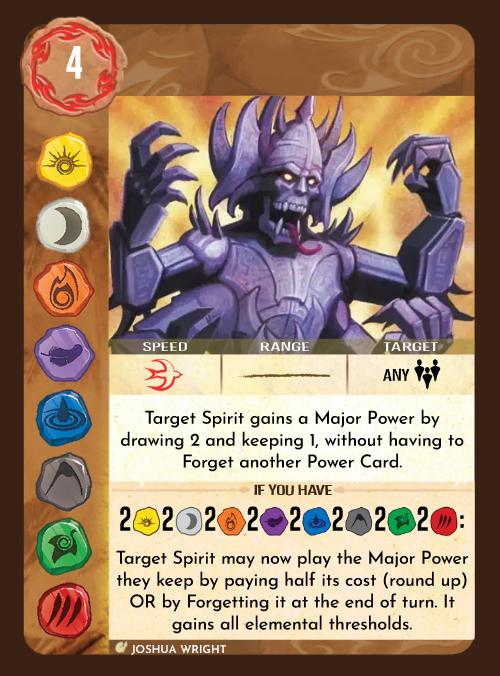 4
SPEED RANGE TARGET
ANY
Target Spirit gains a Major Power by
drawing 2 and keeping 1, without having to
Forget another Power Card.
IF YOU HAVE
2 2 2 2 2 2 2 2 :
Target Spirit may now play the Major Power
they keep by paying half its cost (round up)
OR by Forgetting it at the end of turn. It
gains all elemental thresholds.
JOSHUA WRIGHT